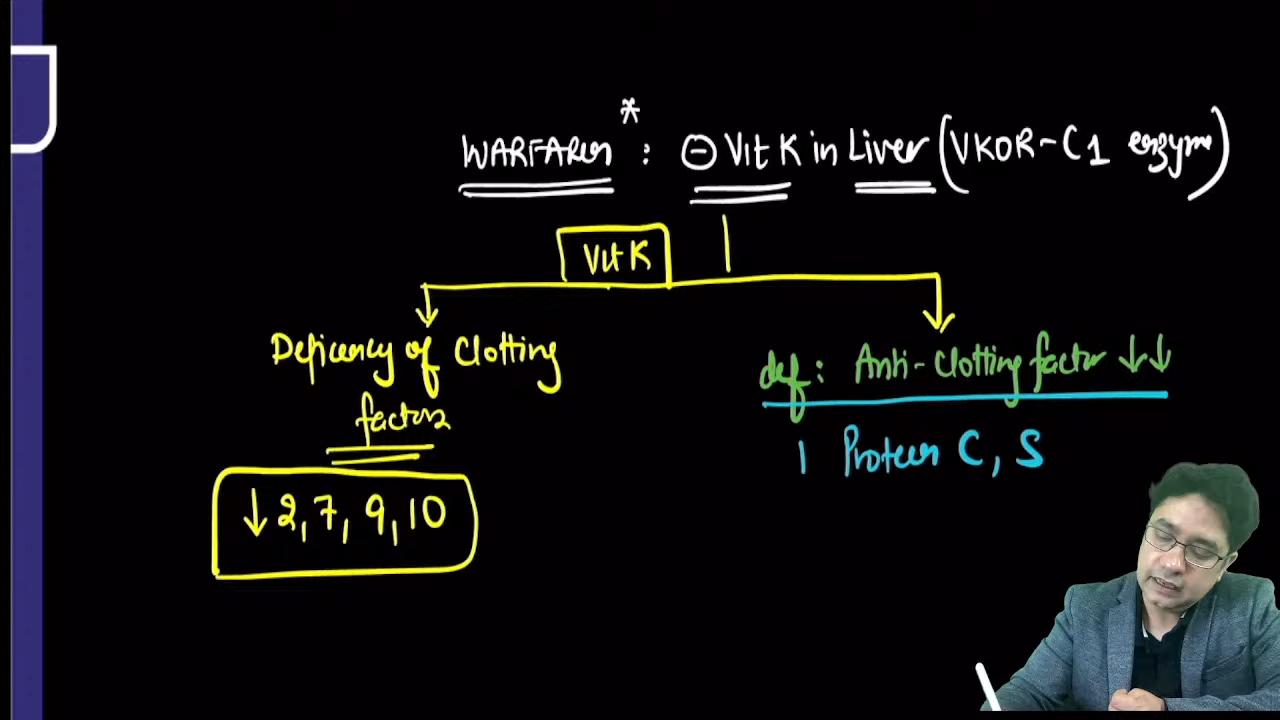 WARFARIN * : ⊖ Vit K in Liver (VKOR-C1 enzyme)
Vit K
Deficency of Clotting
factors
↓ 2, 7, 9, 10
def : Anti-Clotting factor ↓↓
Protein C, S